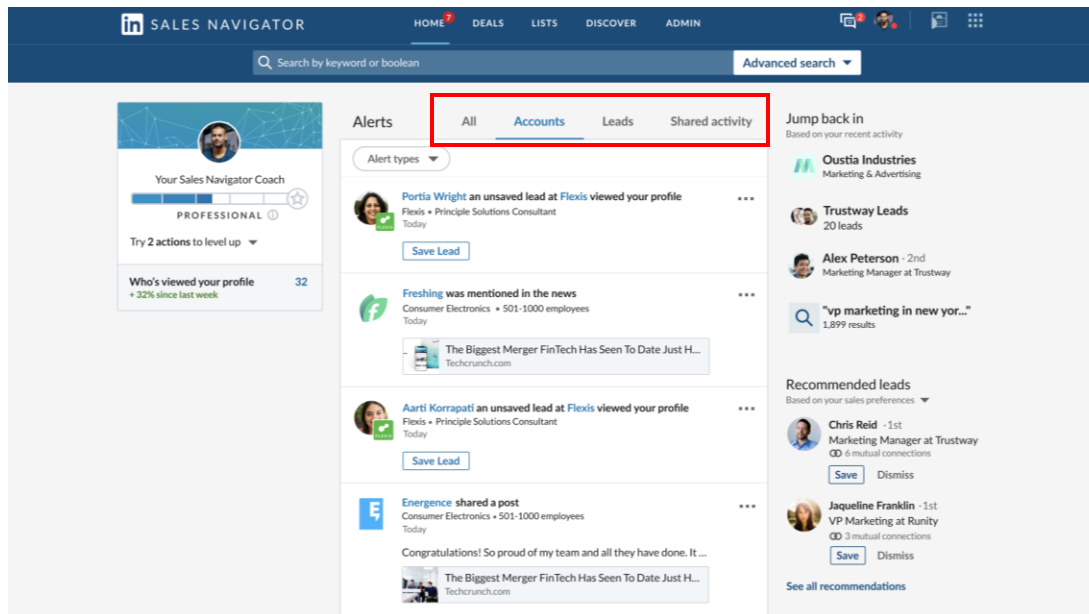 in SALES NAVIGATOR
HOME 7 DEALS LISTS DISCOVER ADMIN
2
Search by keyword or boolean
Advanced search
Your Sales Navigator Coach
PROFESSIONAL
Try 2 actions to level up
Who's viewed your profile 32
+ 32% since last week
Alerts All Accounts Leads Shared activity
Alert types
Portia Wright an unsaved lead at Flexis viewed your profile
Flexis • Principle Solutions Consultant
Today
FLEXIS
Save Lead
Freshing was mentioned in the news
Consumer Electronics • 501-1000 employees
Today
The Biggest Merger FinTech Has Seen To Date Just H...
Techcrunch.com
Aarti Korrapati an unsaved lead at Flexis viewed your profile
Flexis • Principle Solutions Consultant
Today
FLEXIS
Save Lead
Energence shared a post
Consumer Electronics • 501-1000 employees
Today
Congratulations! So proud of my team and all they have done. It ...
The Biggest Merger FinTech Has Seen To Date Just H...
Techcrunch.com
Jump back in
Based on your recent activity
Oustia Industries
Marketing & Advertising
Trustway Leads
20 leads
Alex Peterson · 2nd
Marketing Manager at Trustway
"vp marketing in new yor..."
1,899 results
Recommended leads
Based on your sales preferences
Chris Reid · 1st
Marketing Manager at Trustway
6 mutual connections
Save Dismiss
Jaqueline Franklin · 1st
VP Marketing at Runity
3 mutual connections
Save Dismiss
See all recommendations